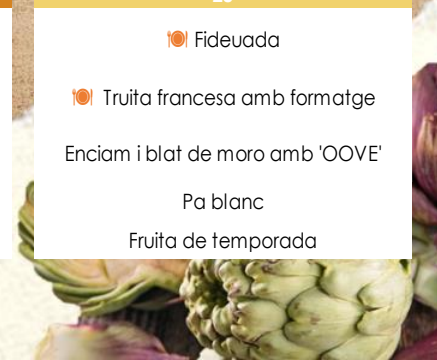 Fideuada
Truita francesa amb formatge
Enciam i blat de moro amb 'OOVE'
Pa blanc
Fruita de temporada